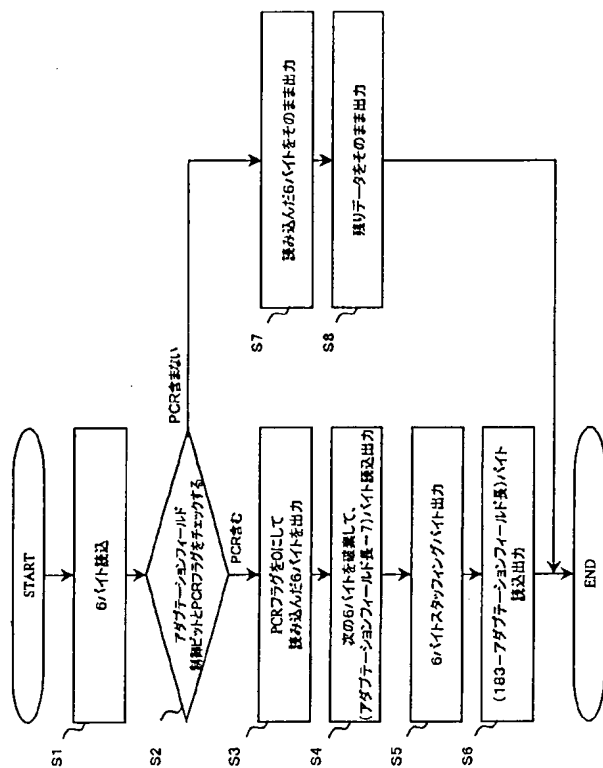 START
S1
6バイト読込
S2
アダプテーションフィールド
制御ビットとPCRフラグをチェックする
PCR含まない
PCR含む
S3
PCRフラグを0にして
読み込んだ6バイトを出力
S4
次の6バイトを破棄して、
(アダプテーションフィールド長-7)バイト読込出力
S5
6バイトスタッフィングバイト出力
S6
(183-アダプテーションフィールド長)バイト
読込出力
S7
読み込んだ6バイトをそのまま出力
S8
残りデータをそのまま出力
END